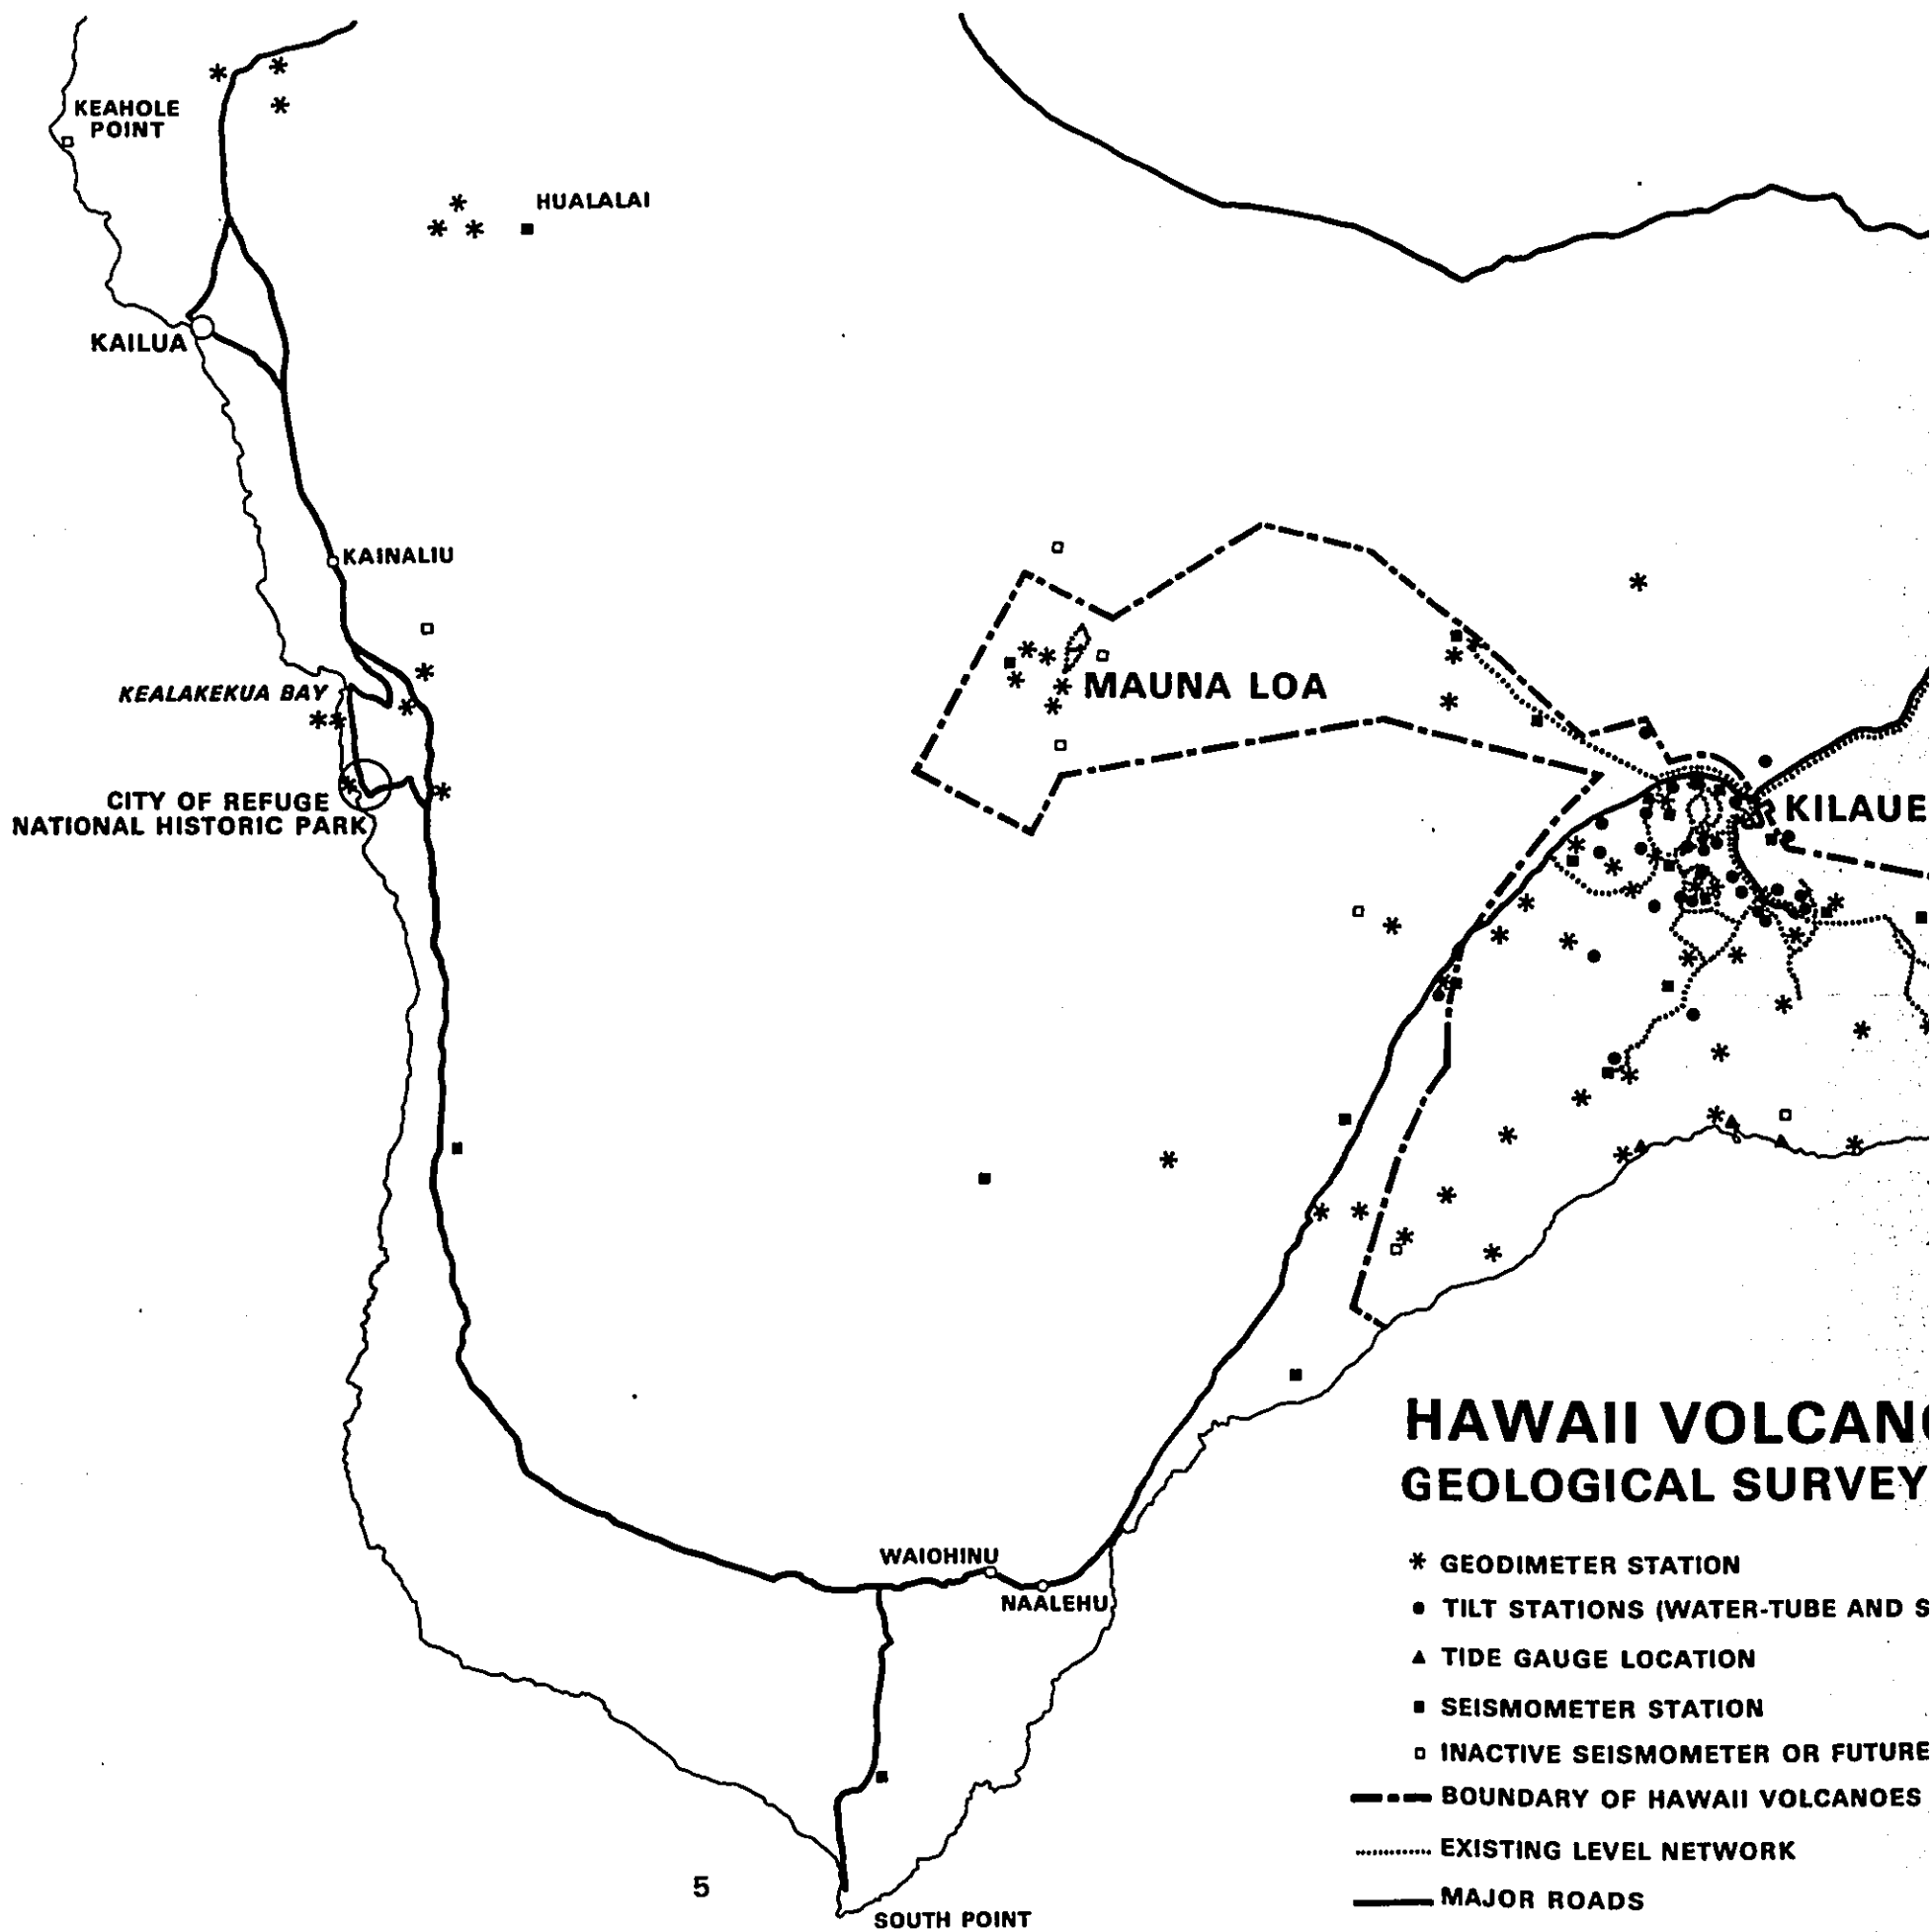 KEAHOLE
POINT
HUALALAI
KAILUA
KAINALIU
KEALAKEKUA BAY
MAUNA LOA
CITY OF REFUGE
NATIONAL HISTORIC PARK
KILAUE
HAWAII VOLCANO
GEOLOGICAL SURVEY
GEODIMETER STATION
TILT STATIONS (WATER-TUBE AND S
TIDE GAUGE LOCATION
SEISMOMETER STATION
INACTIVE SEISMOMETER OR FUTURE
BOUNDARY OF HAWAII VOLCANOES
EXISTING LEVEL NETWORK
MAJOR ROADS
WAIOHINU
NAALEHU
5
SOUTH POINT